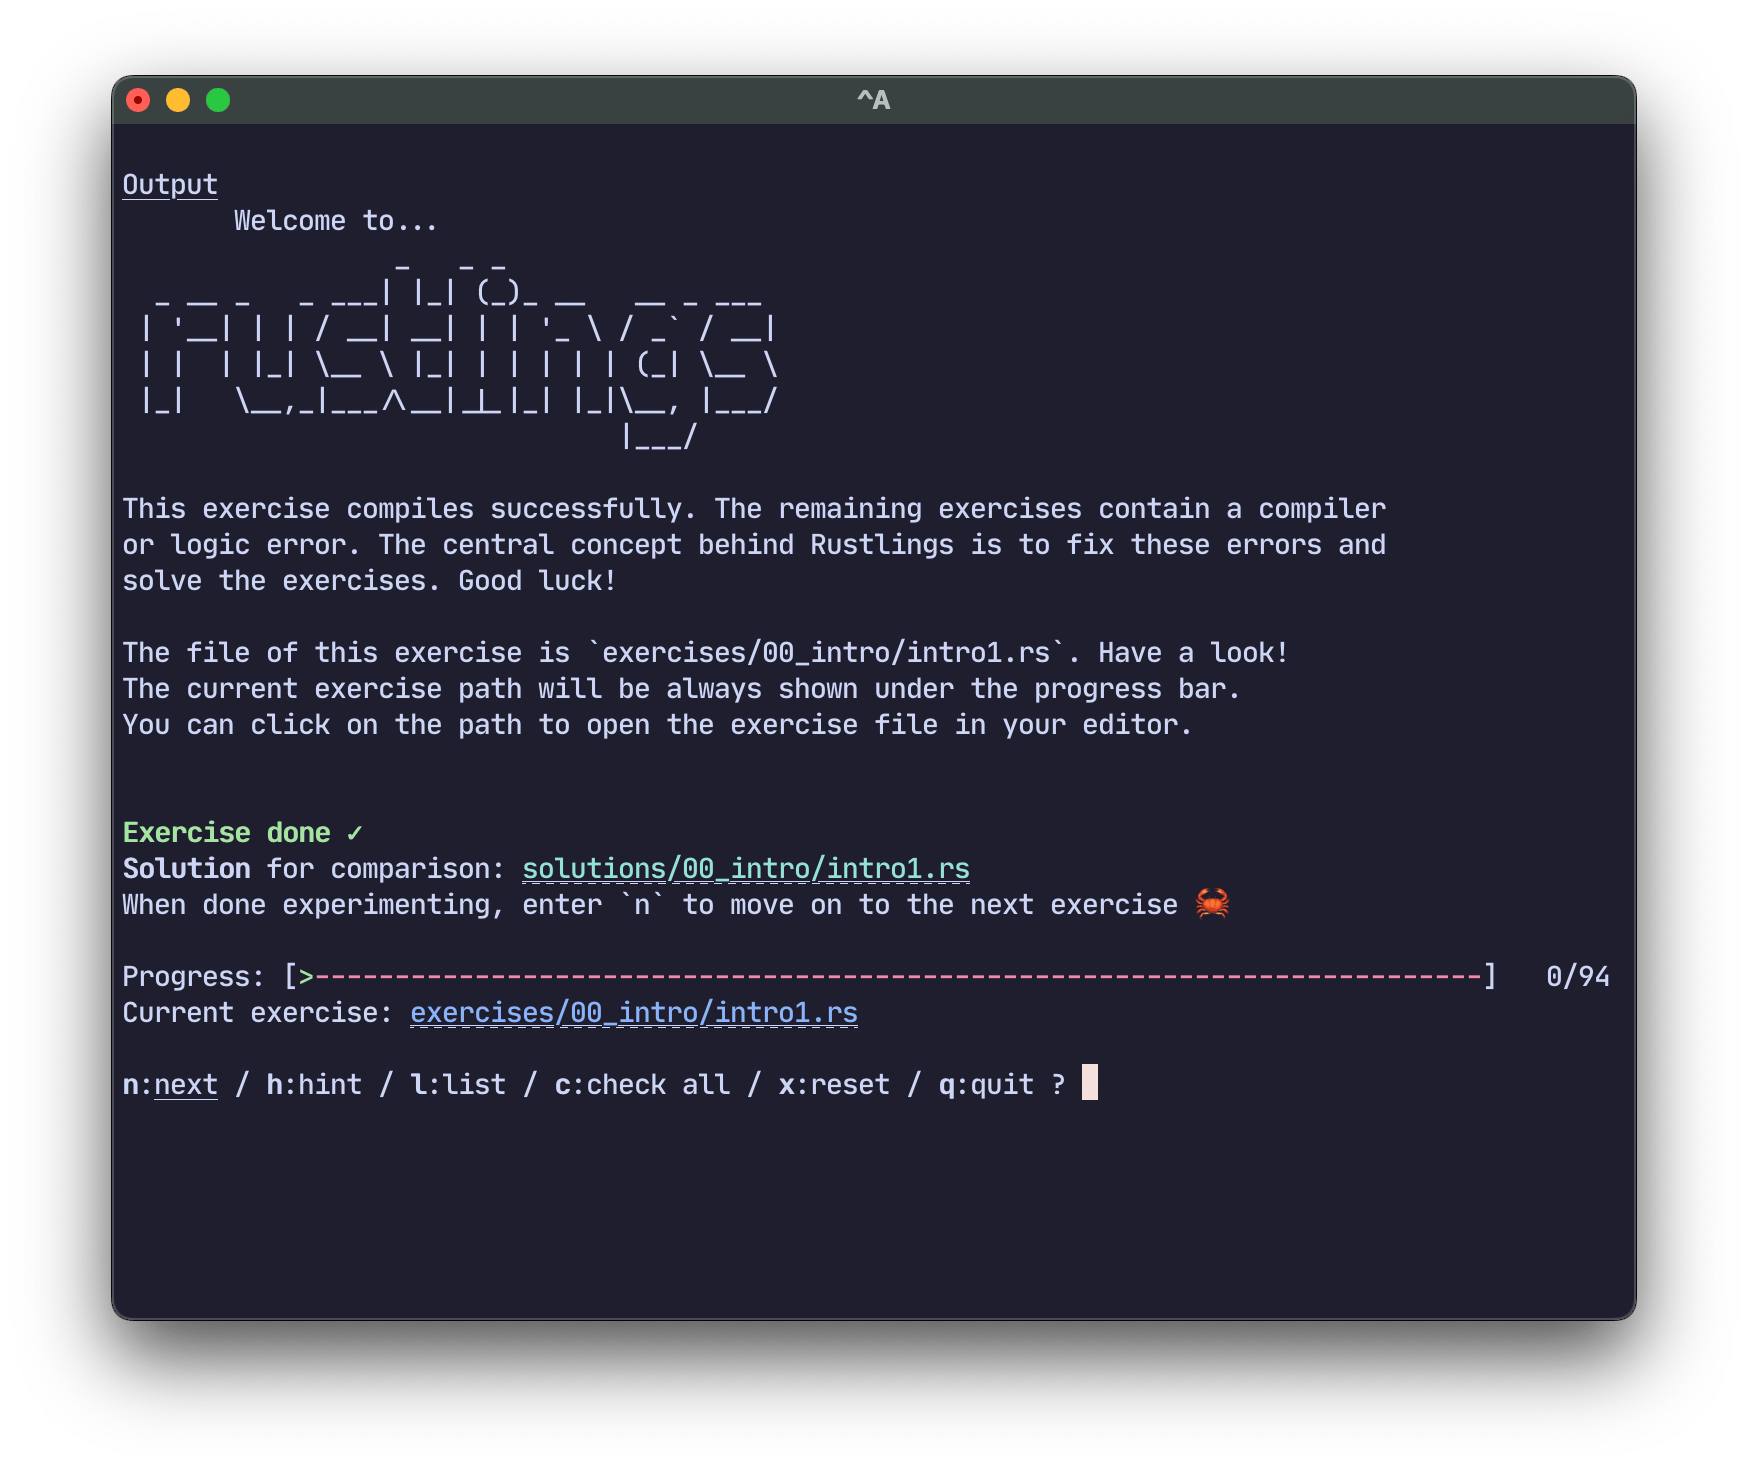 ^A
Output
       Welcome to...
                 _   _ _
  _ __ _   _ ___| |_| (_)_ __   __ _ ___
 | '__| | | / __| __| | | '_ \ / _` / __|
 | |  | |_| \__ \ |_| | | | | | (_| \__ \
 |_|   \__,_|___/\__|_|_|_| |_|\__, |___/
                               |___/
This exercise compiles successfully. The remaining exercises contain a compiler
or logic error. The central concept behind Rustlings is to fix these errors and
solve the exercises. Good luck!
The file of this exercise is `exercises/00_intro/intro1.rs`. Have a look!
The current exercise path will be always shown under the progress bar.
You can click on the path to open the exercise file in your editor.
Exercise done ✓
Solution for comparison: solutions/00_intro/intro1.rs
When done experimenting, enter `n` to move on to the next exercise 🦀
Progress: [>-------------------------------------------------------------------------]   0/94
Current exercise: exercises/00_intro/intro1.rs
n:next / h:hint / l:list / c:check all / x:reset / q:quit ?